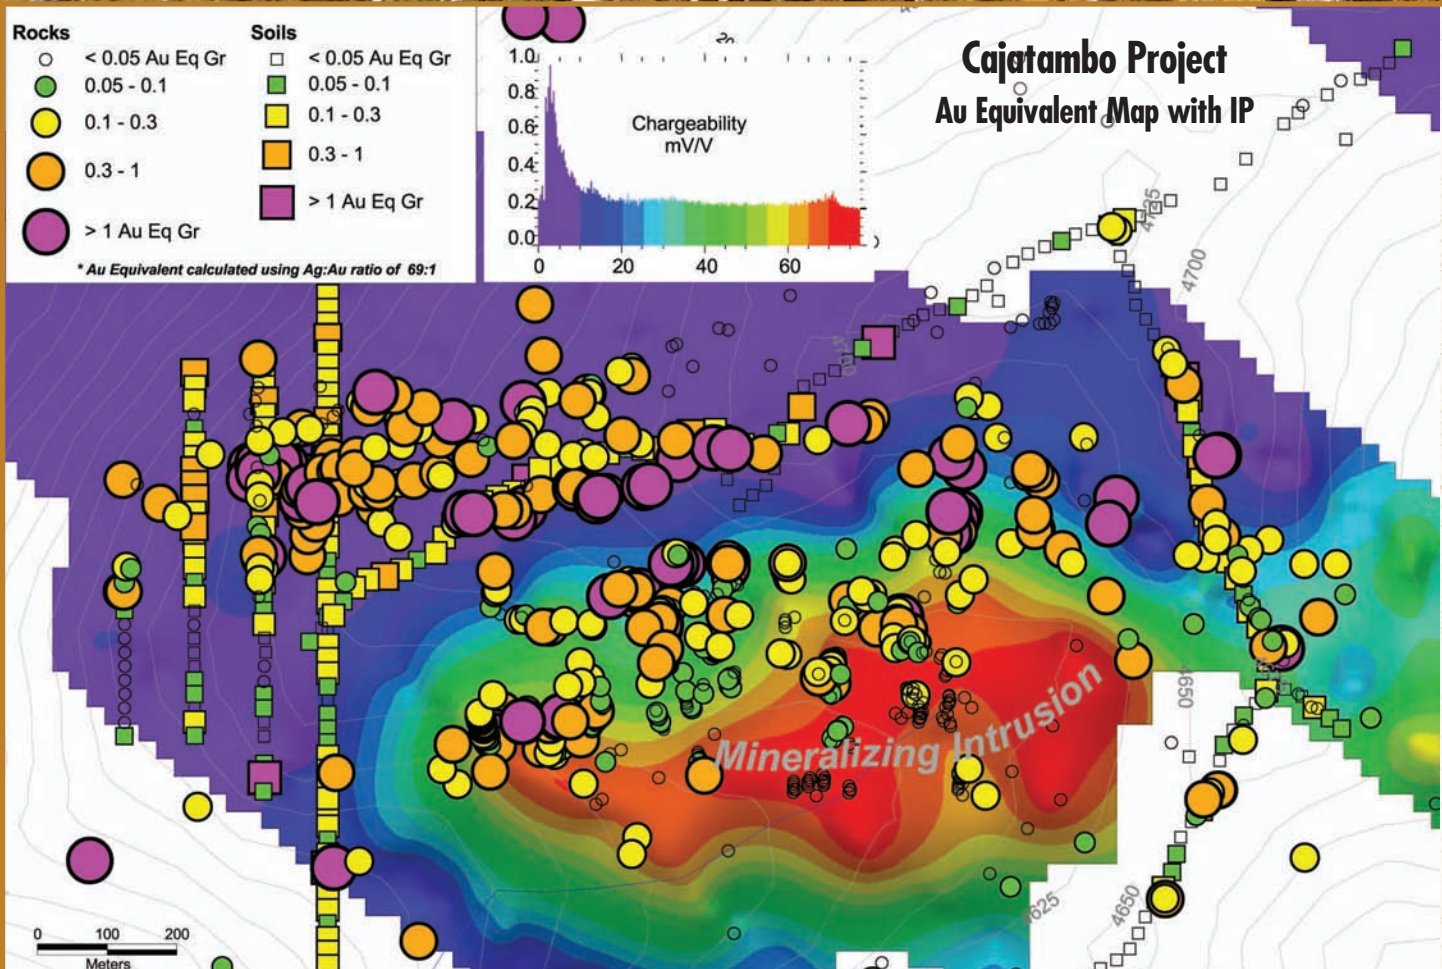 Rocks
< 0.05 Au Eq Gr
0.05 - 0.1
0.1 - 0.3
0.3 - 1
> 1 Au Eq Gr
Soils
< 0.05 Au Eq Gr
0.05 - 0.1
0.1 - 0.3
0.3 - 1
> 1 Au Eq Gr
* Au Equivalent calculated using Ag:Au ratio of 69:1
1.0
0.8
0.6
0.4
0.2
0.0
0
20
40
60
Chargeability
mV/V
Cajatambo Project
Au Equivalent Map with IP
4725
4700
4650
Mineralizing Intrusion
4625
4650
0
100
200
Meters